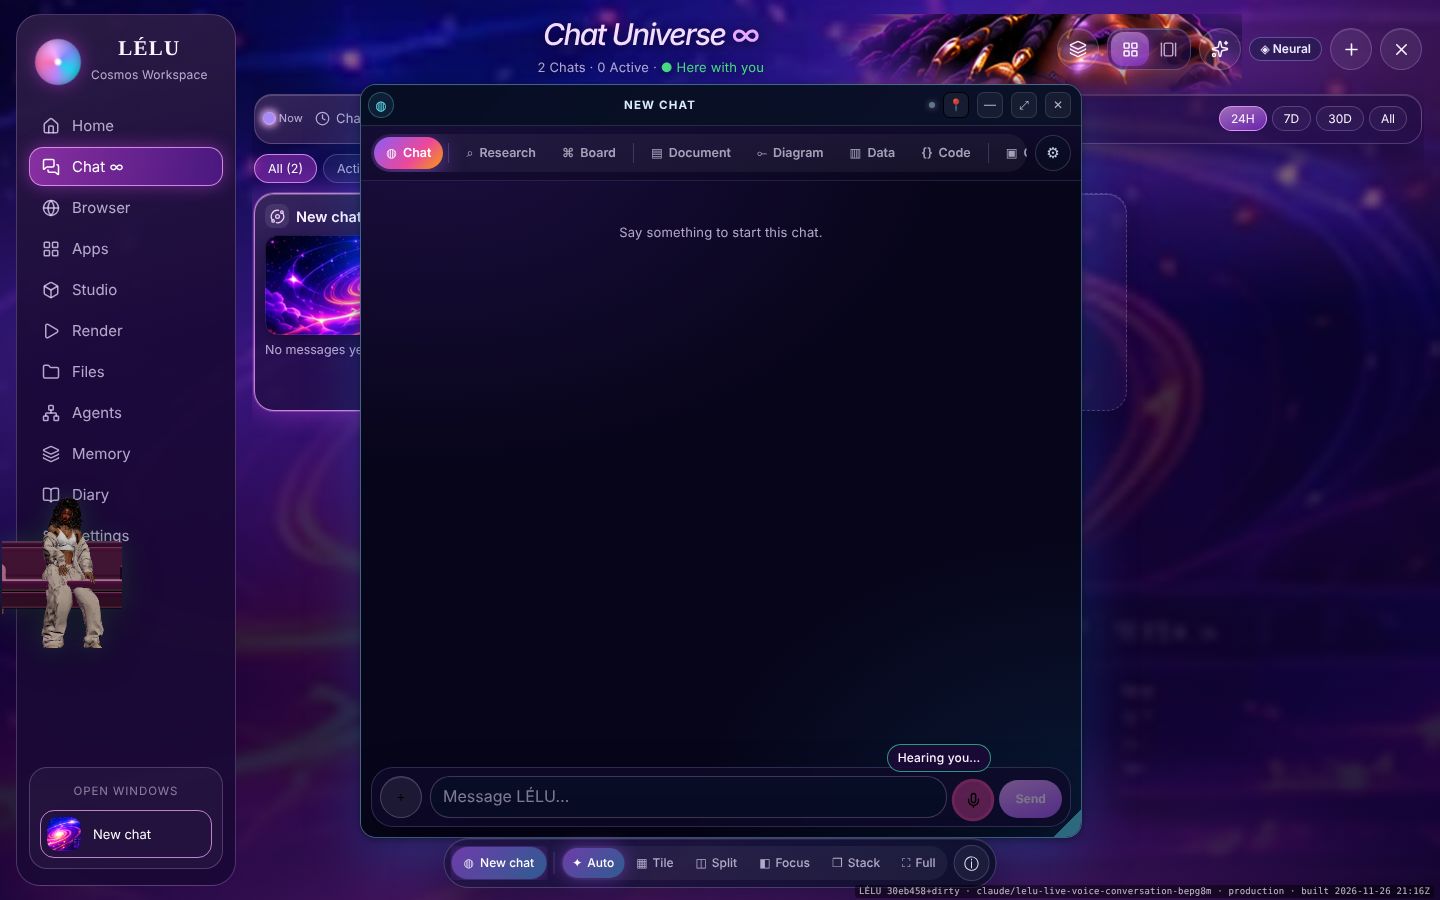 LÉLU
Cosmos Workspace
Home
Chat ∞
Browser
Apps
Studio
Render
Files
Agents
Memory
Diary
ettings
OPEN WINDOWS
New chat
Chat Universe ∞
2 Chats · 0 Active · ● Here with you
◈ Neural
Now
Cha
24H
7D
30D
All
All (2)
Acti
New chat
No messages ye
NEW CHAT
Chat
Research
⌘ Board
Document
Diagram
Data
{} Code
Say something to start this chat.
Hearing you...
+
Message LÉLU...
Send
New chat
Auto
Tile
Split
Focus
Stack
Full
LÉLU 30eb458+dirty · claude/lelu-live-voice-conversation-bepg8m · production · built 2026-11-26 21:16Z